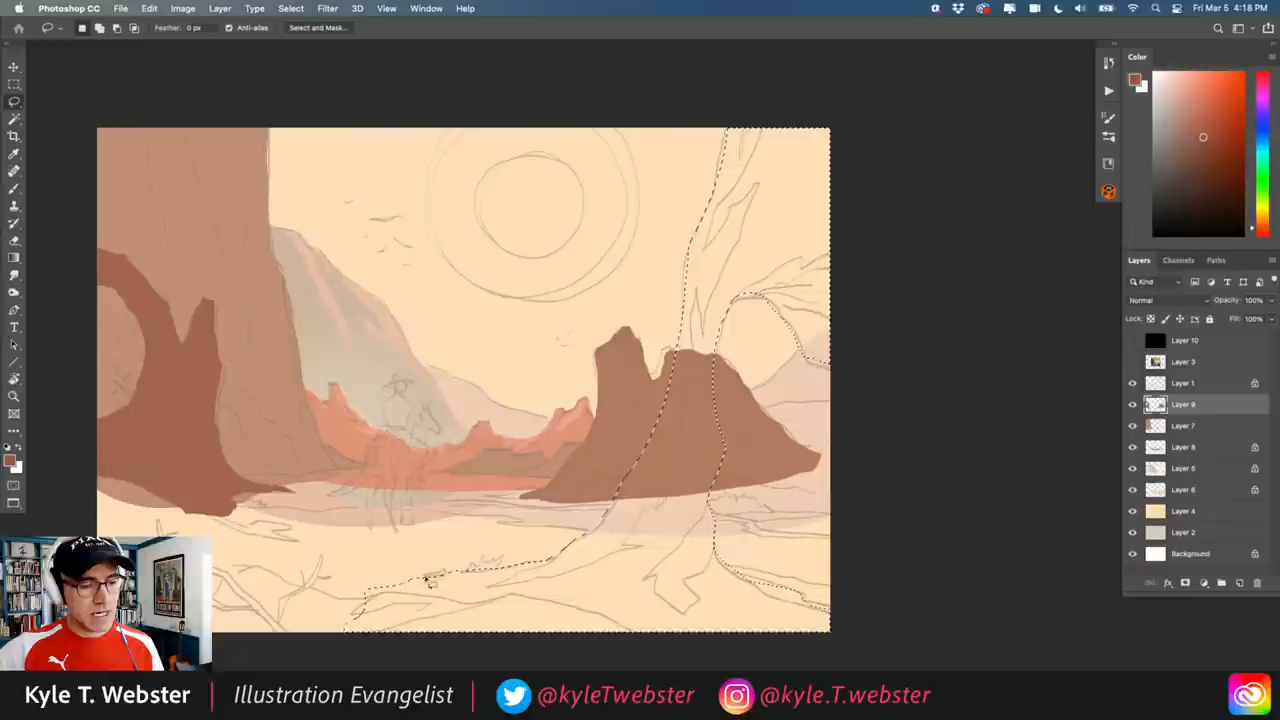 Photoshop CC File Edit Image Layer Type Select Filter 3D View Window Help Fri Mar 5 4:18 PM
Feather: 0 px Anti-alias Select and Mask...
Color
Layers Channels Paths
Kind
Normal Opacity: 100%
Lock: Fill: 100%
Layer 10
Layer 3
Layer 1
Layer 9
Layer 7
Layer 8
Layer 5
Layer 6
Layer 4
Layer 2
Background
Kyle T. Webster Illustration Evangelist @kyleTwebster @kyle.T.webster